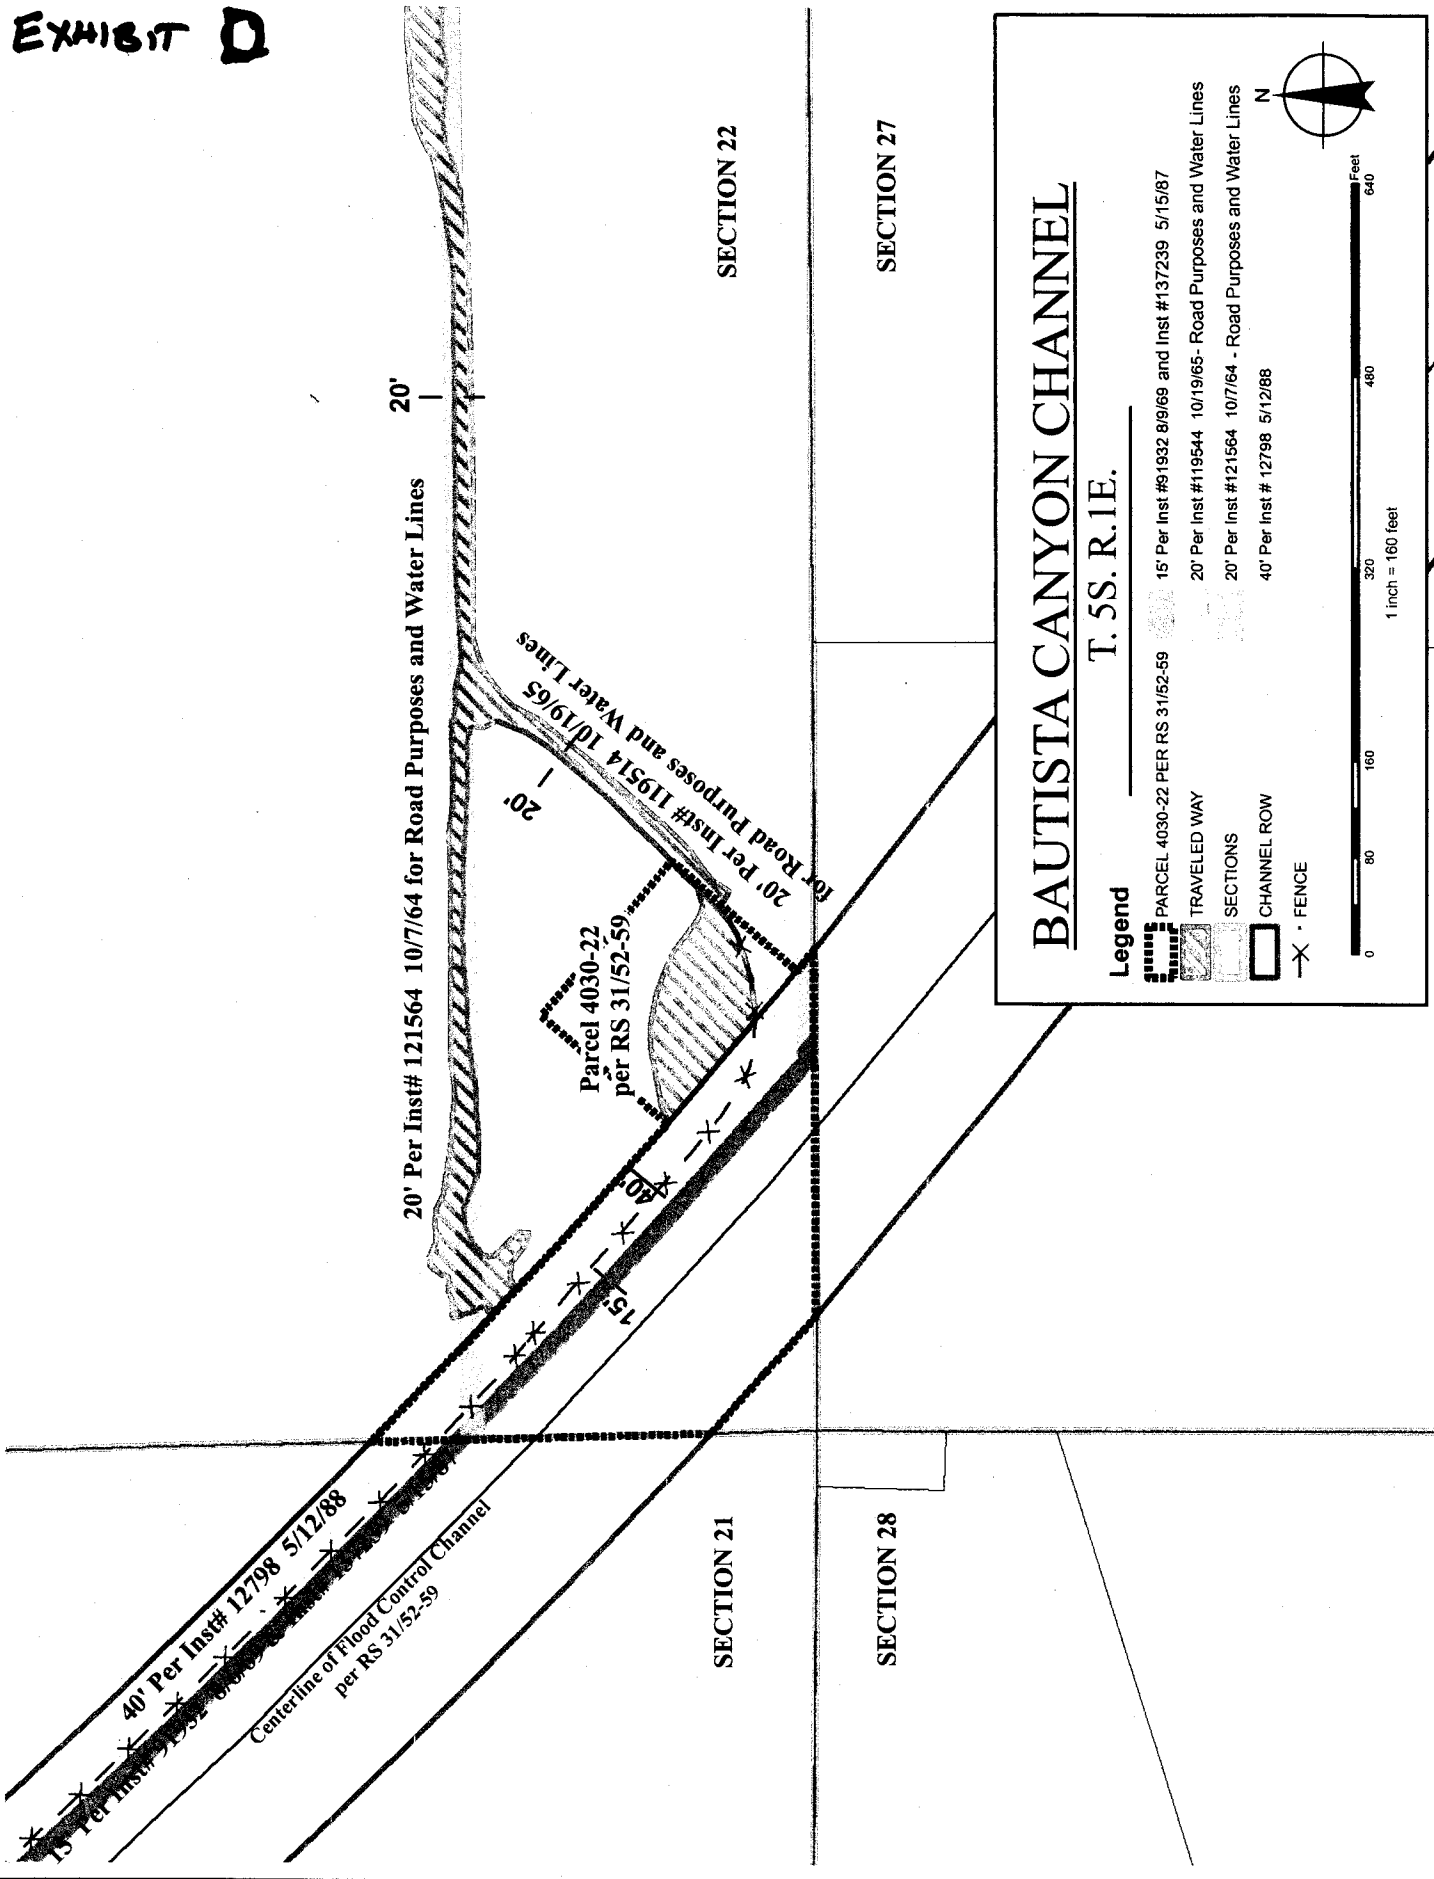 EXHIBIT D
20' Per Inst# 121564 10/7/64 for Road Purposes and Water Lines
20'
20'
20' Per Inst# 119514 10/19/65
for Road Purposes and Water Lines
Parcel 4030-22
per RS 31/52-59
40'
15'
40' Per Inst# 12798 5/12/88
15' Per Inst# 91932
Centerline of Flood Control Channel
per RS 31/52-59
SECTION 21
SECTION 22
SECTION 28
SECTION 27
BAUTISTA CANYON CHANNEL
T. 5S. R.1E.
Legend
PARCEL 4030-22 PER RS 31/52-59
TRAVELED WAY
SECTIONS
CHANNEL ROW
FENCE
15' Per Inst #91932 8/9/69 and Inst #137239 5/15/87
20' Per Inst #119544 10/19/65- Road Purposes and Water Lines
20' Per Inst #121564 10/7/64 - Road Purposes and Water Lines
40' Per Inst # 12798 5/12/88
N
0 80 160 320 480 640
Feet
1 inch = 160 feet